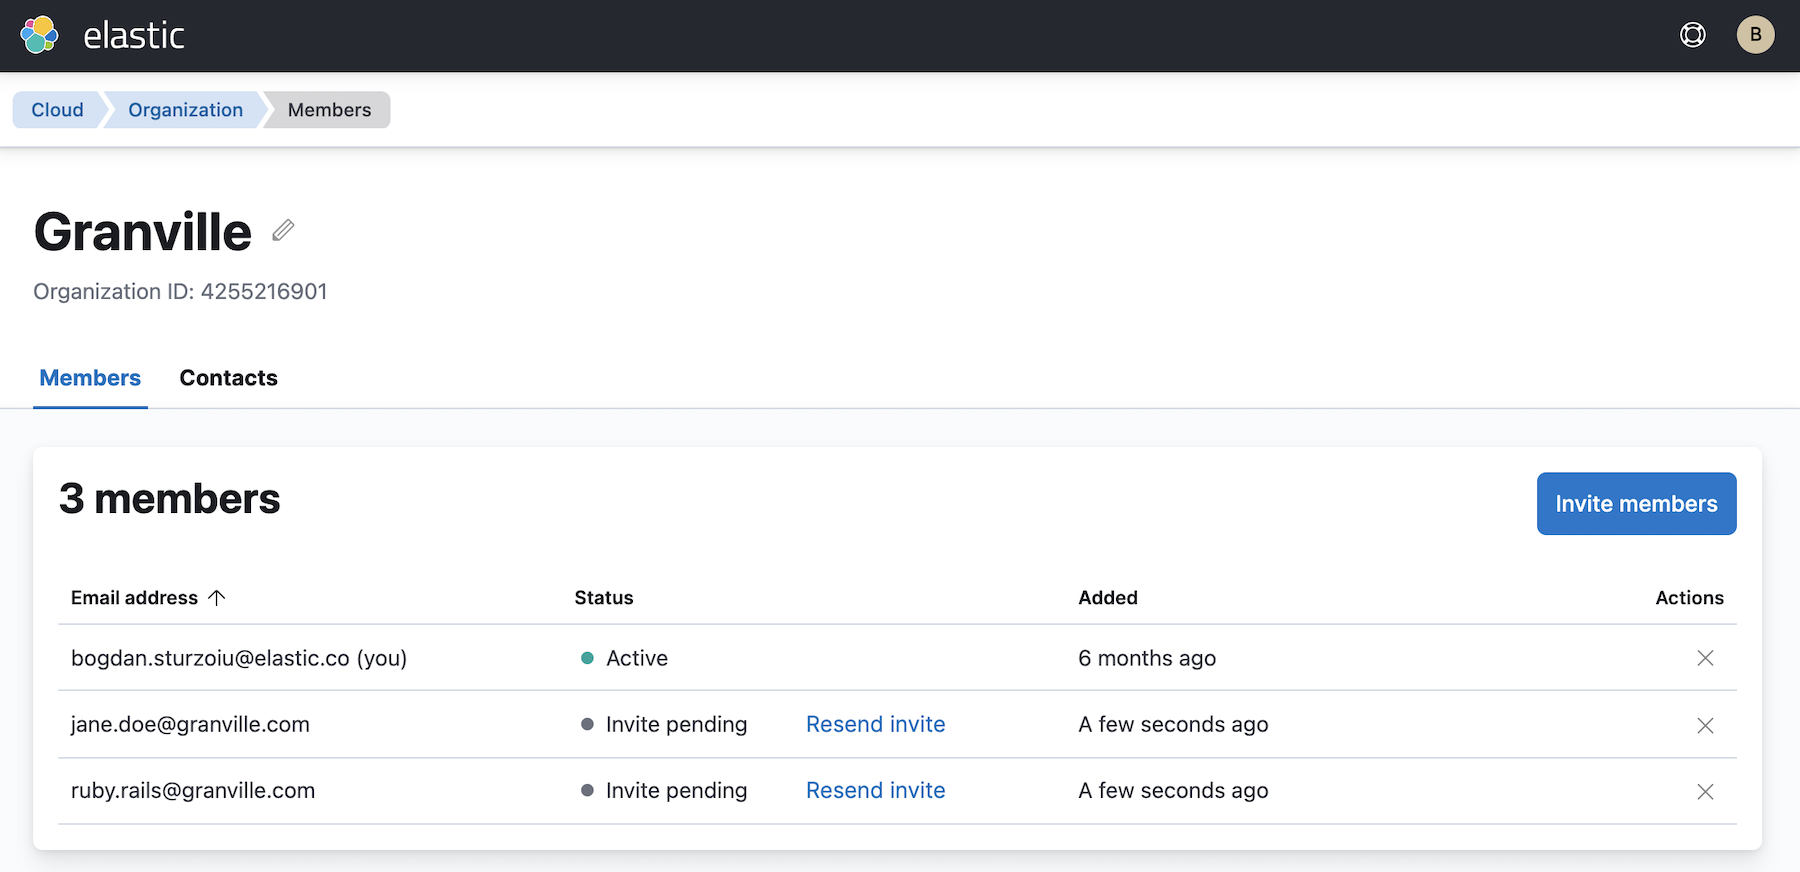 elastic
B
Cloud Organization Members
Granville
Organization ID: 4255216901
Members Contacts
3 members
Invite members
Email address Status Added Actions
bogdan.sturzoiu@elastic.co (you) Active 6 months ago
jane.doe@granville.com Invite pending Resend invite A few seconds ago
ruby.rails@granville.com Invite pending Resend invite A few seconds ago